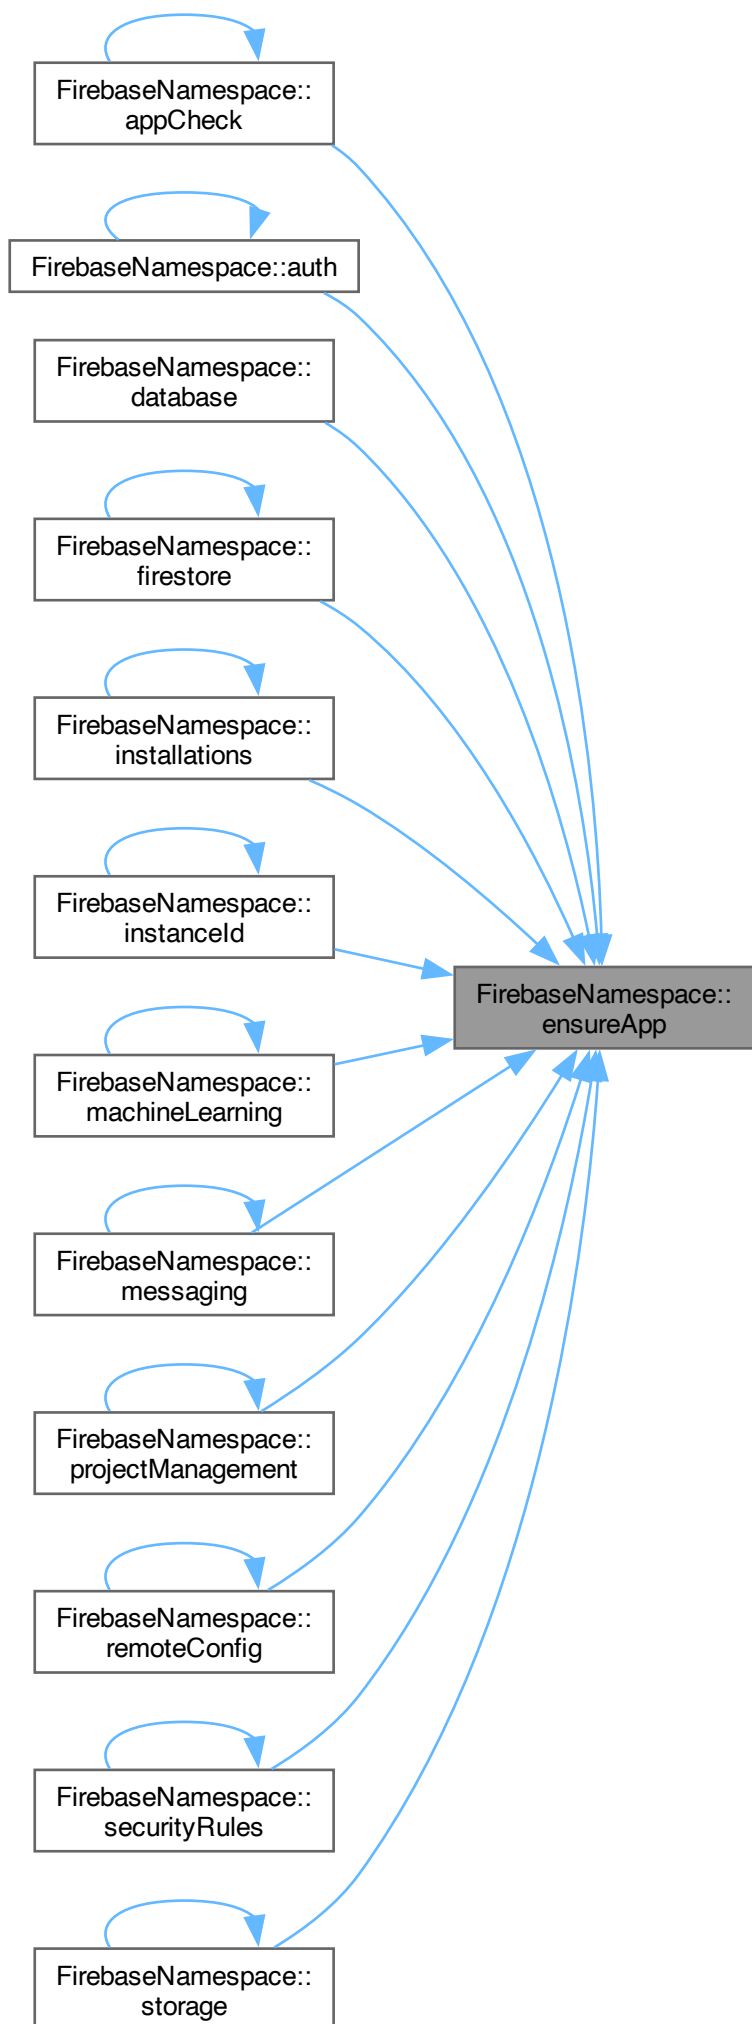 FirebaseNamespace::
appCheck
FirebaseNamespace::auth
FirebaseNamespace::
database
FirebaseNamespace::
firestore
FirebaseNamespace::
installations
FirebaseNamespace::
instanceId
FirebaseNamespace::
ensureApp
FirebaseNamespace::
machineLearning
FirebaseNamespace::
messaging
FirebaseNamespace::
projectManagement
FirebaseNamespace::
remoteConfig
FirebaseNamespace::
securityRules
FirebaseNamespace::
storage